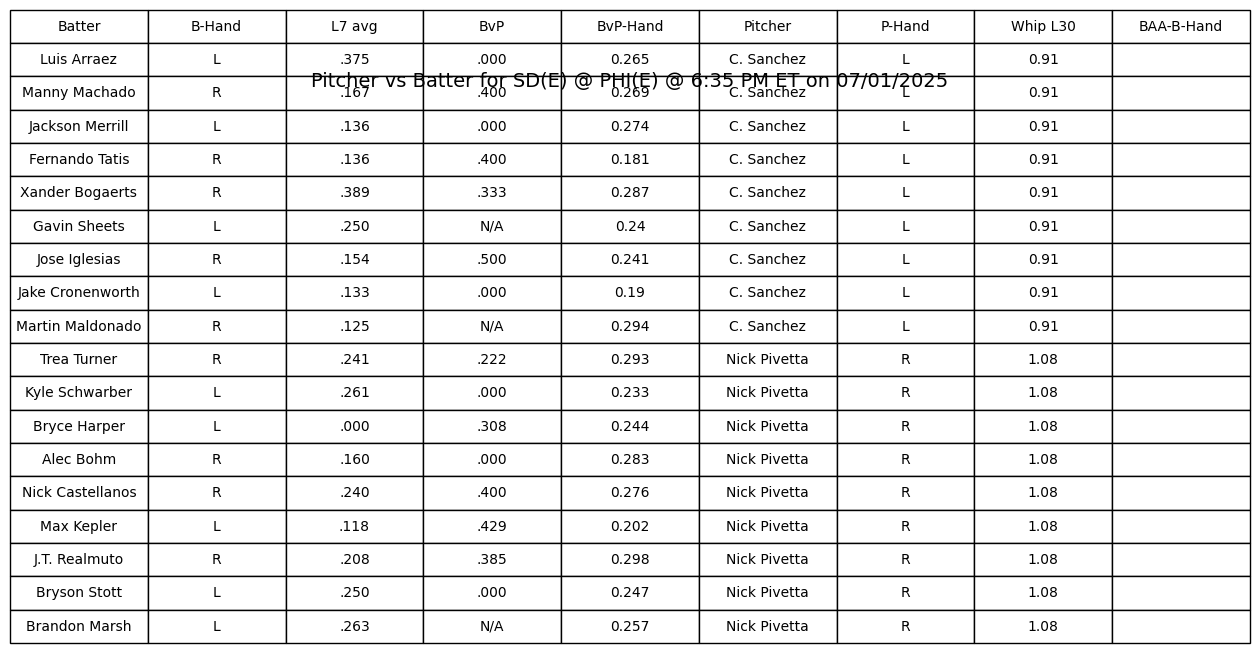 Batter B-Hand L7 avg BvP BvP-Hand Pitcher P-Hand Whip L30 BAA-B-Hand
Luis Arraez L .375 .000 0.265 C. Sanchez L 0.91
Pitcher vs Batter for SD(E) @ PHI(E) @ 6:35 PM ET on 07/01/2025
Manny Machado R .167 .400 0.269 C. Sanchez L 0.91
Jackson Merrill L .136 .000 0.274 C. Sanchez L 0.91
Fernando Tatis R .136 .400 0.181 C. Sanchez L 0.91
Xander Bogaerts R .389 .333 0.287 C. Sanchez L 0.91
Gavin Sheets L .250 N/A 0.24 C. Sanchez L 0.91
Jose Iglesias R .154 .500 0.241 C. Sanchez L 0.91
Jake Cronenworth L .133 .000 0.19 C. Sanchez L 0.91
Martin Maldonado R .125 N/A 0.294 C. Sanchez L 0.91
Trea Turner R .241 .222 0.293 Nick Pivetta R 1.08
Kyle Schwarber L .261 .000 0.233 Nick Pivetta R 1.08
Bryce Harper L .000 .308 0.244 Nick Pivetta R 1.08
Alec Bohm R .160 .000 0.283 Nick Pivetta R 1.08
Nick Castellanos R .240 .400 0.276 Nick Pivetta R 1.08
Max Kepler L .118 .429 0.202 Nick Pivetta R 1.08
J.T. Realmuto R .208 .385 0.298 Nick Pivetta R 1.08
Bryson Stott L .250 .000 0.247 Nick Pivetta R 1.08
Brandon Marsh L .263 N/A 0.257 Nick Pivetta R 1.08